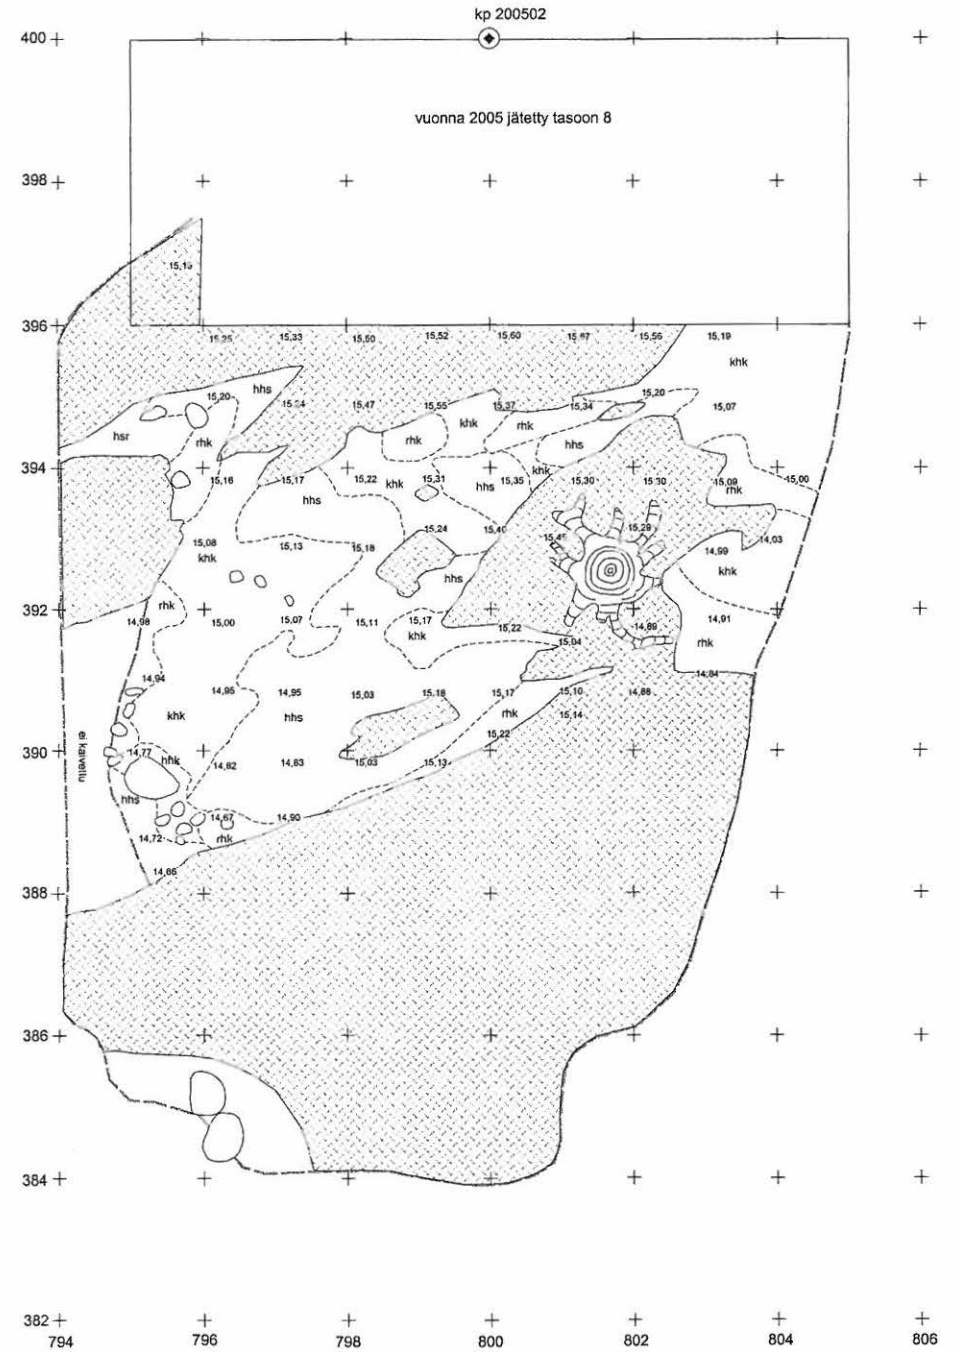 kp 200502
400
vuonna 2005 jätetty tasoon 8
398
396
15,25 15,33 15,50 15,52 15,60 15,55 15,19
khk
hhs
15,20
15,20
15,47 15,55 15,37 15,34 15,07
hsr
rhk
rhk
khk
rhk
hhs
394
khk
15,16 15,17 15,22 khk 15,31 hhs 15,35 15,30 15,30 15,09 15,00
rhk
hhs
15,24
15,29
15,08
khk
15,13 15,18
14,99
14,03
hhs
khk
392
rhk
14,98 15,00 15,07 15,11 15,17 15,22 14,89 14,91
khk
15,04
rhk
14,94
14,84
14,95 14,95 15,03 15,18 15,17 15,10 14,88
khk
hhs
rhk
15,14
15,22
390
ei kaivettu
14,77
hhk
14,82 14,83 15,03 15,13
hhs
14,67 14,90
14,72
rhk
14,66
388
386
384
382
794 796 798 800 802 804 806